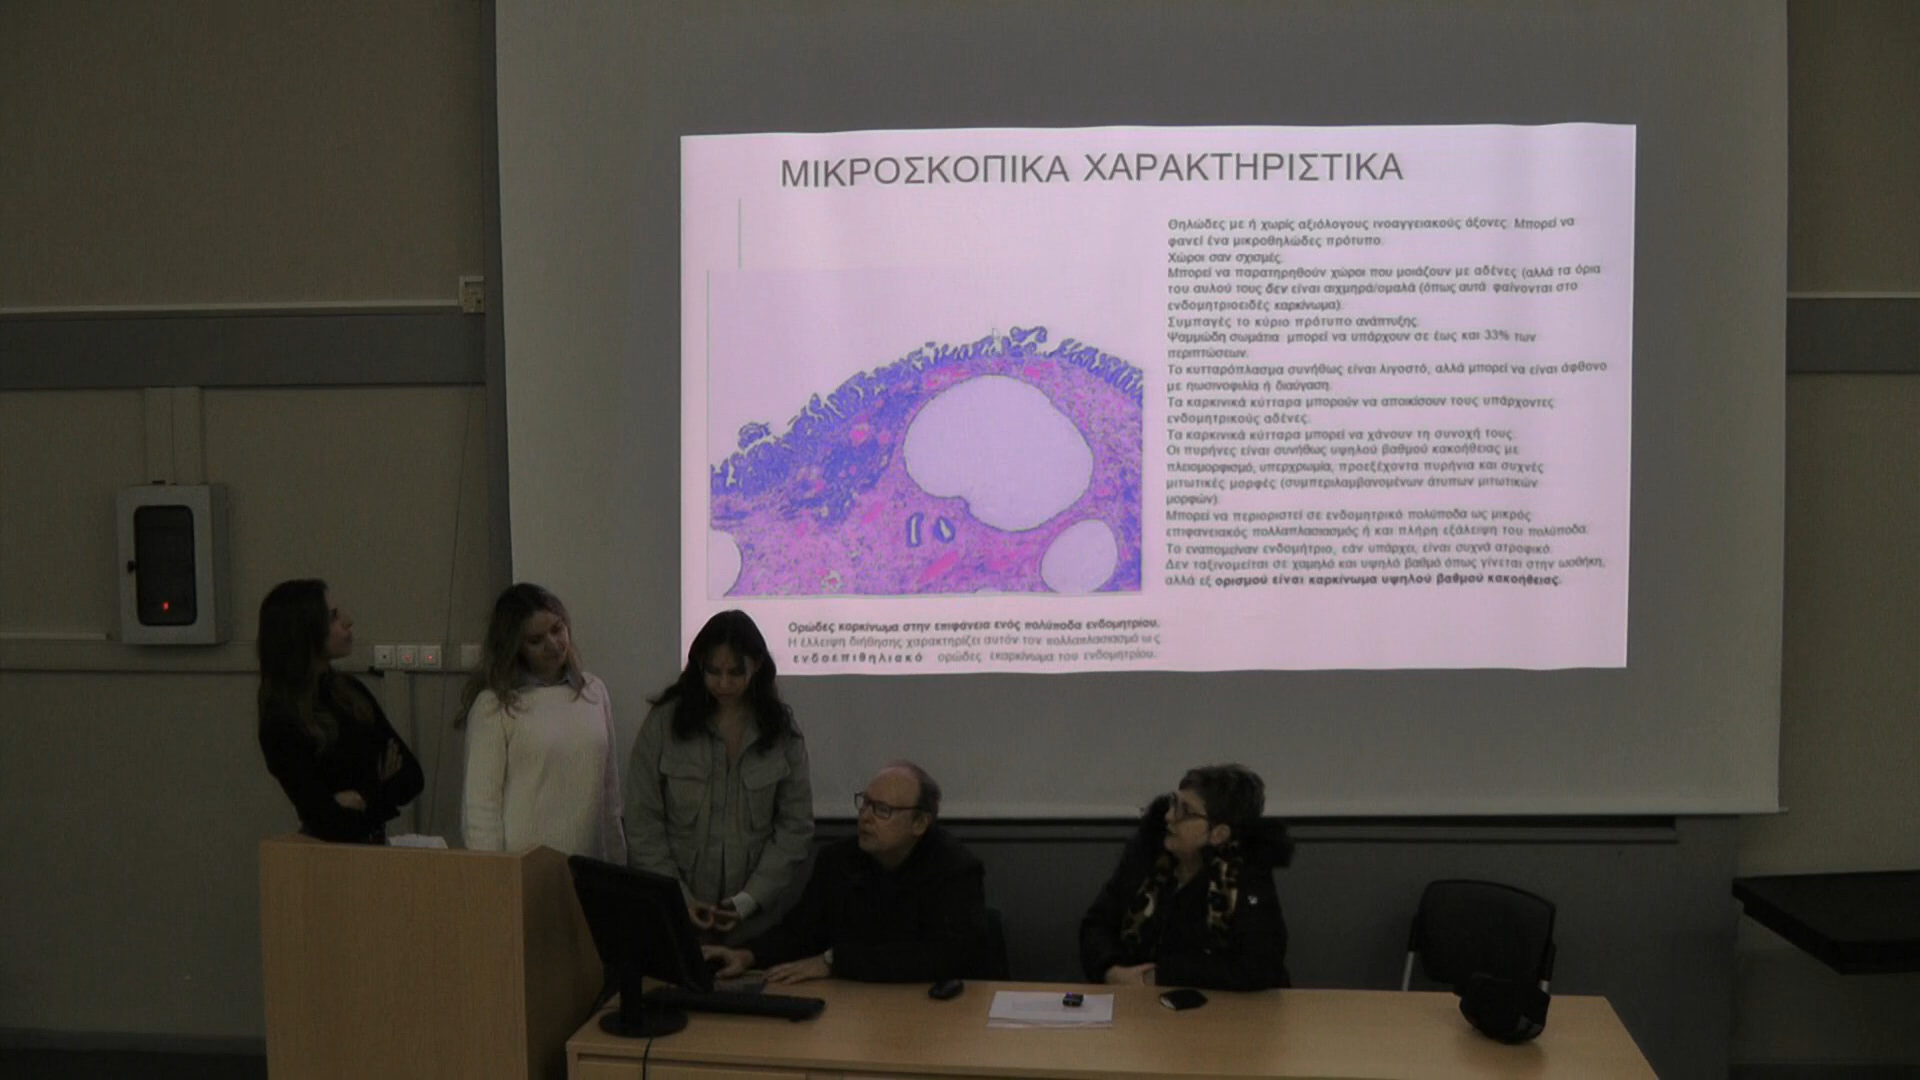 ΜΙΚΡΟΣΚΟΠΙΚΑ ΧΑΡΑΚΤΗΡΙΣΤΙΚΑ
Θηλώδες με ή χωρίς αξιόλογους ινοαγγειακούς άξονες. Μπορεί να
φανεί ένα μικροθηλώδες πρότυπο.
Χώροι σαν σχισμές.
Μπορεί να παρατηρηθούν χώροι που μοιάζουν με αδένες (αλλά τα όρια
του αυλού τους δεν είναι αιχμηρά/ομαλά (όπως αυτά φαίνονται στο
ενδομητριοειδές καρκίνωμα).
Συμπαγές το κύριο πρότυπο ανάπτυξης.
Ψαμμώδη σωμάτια μπορεί να υπάρχουν σε έως και 33% των
περιπτώσεων.
Το κυτταρόπλασμα συνήθως είναι λιγοστό, αλλά μπορεί να είναι άφθονο
με ηωσινοφιλία ή διαύγαση.
Τα καρκινικά κύτταρα μπορούν να αποικίσουν τους υπάρχοντες
ενδομητρικούς αδένες.
Τα καρκινικά κύτταρα μπορεί να χάνουν τη συνοχή τους.
Οι πυρήνες είναι συνήθως υψηλού βαθμού κακοήθειας με
πλειομορφισμό, υπερχρωμία, προεξέχοντα πυρήνια και συχνές
μιτωτικές μορφές (συμπεριλαμβανομένων άτυπων μιτωτικών
μορφών).
Μπορεί να περιοριστεί σε ενδομητρικό πολύποδα ως μικρός
επιφανειακός πολλαπλασιασμός ή και πλήρη εξάλειψη του πολύποδα.
Το εναπομείναν ενδομήτριο, εάν υπάρχει, είναι συχνά ατροφικό.
Δεν ταξινομείται σε χαμηλό και υψηλό βαθμό όπως γίνεται στην ωοθήκη,
αλλά εξ ορισμού είναι καρκίνωμα υψηλού βαθμού κακοήθειας.
Ορώδες καρκίνωμα στην επιφάνεια ενός πολύποδα ενδομητρίου.
Η έλλειψη διήθησης χαρακτηρίζει αυτόν τον πολλαπλασιασμό ως
ενδοεπιθηλιακό ορώδες καρκίνωμα του ενδομητρίου.